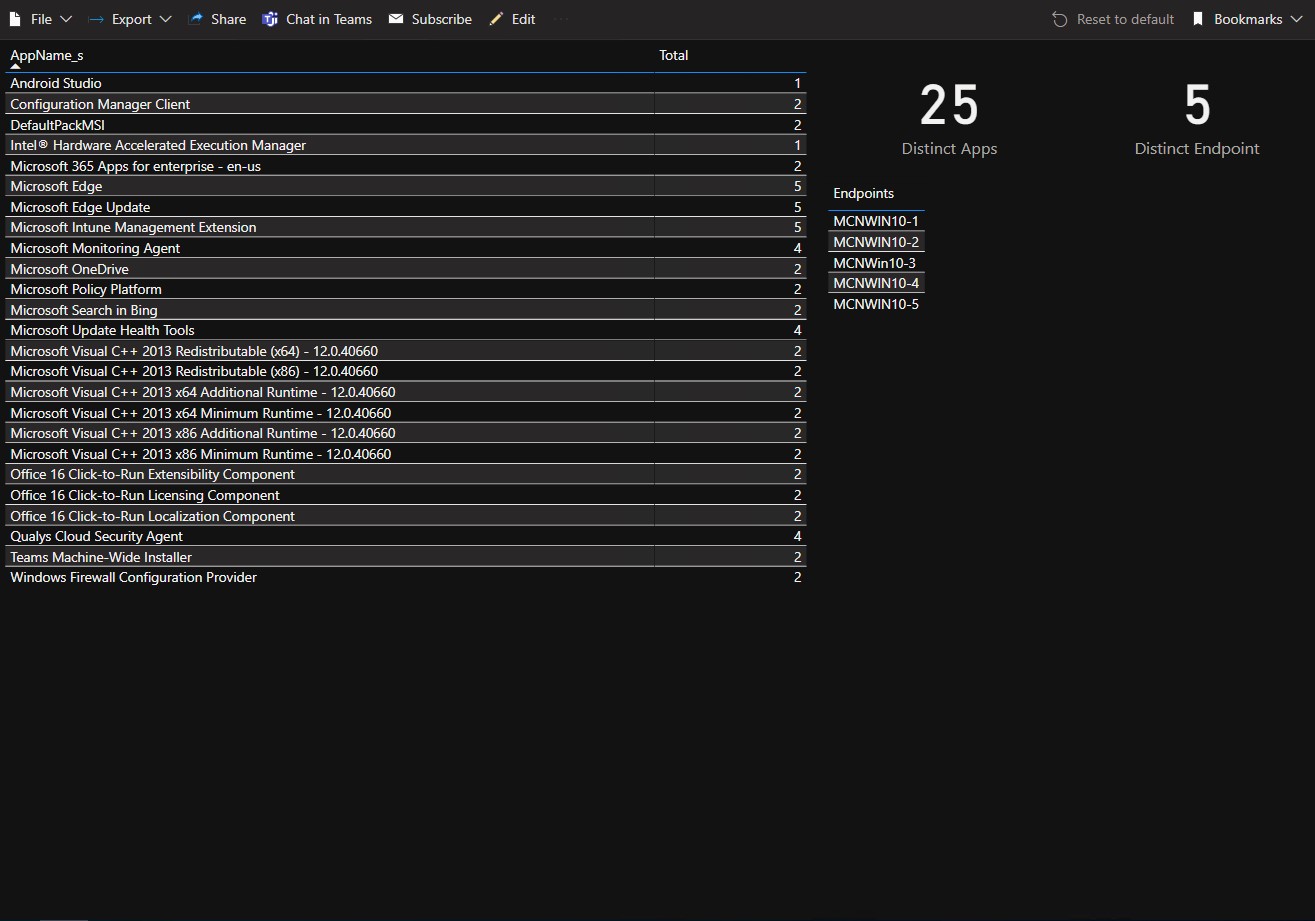 File Export Share Chat in Teams Subscribe Edit Reset to default Bookmarks
AppName_s Total
Android Studio 1
Configuration Manager Client 2
DefaultPackMSI 2
Intel® Hardware Accelerated Execution Manager 1
Microsoft 365 Apps for enterprise - en-us 2
Microsoft Edge 5
Microsoft Edge Update 5
Microsoft Intune Management Extension 5
Microsoft Monitoring Agent 4
Microsoft OneDrive 2
Microsoft Policy Platform 2
Microsoft Search in Bing 2
Microsoft Update Health Tools 4
Microsoft Visual C++ 2013 Redistributable (x64) - 12.0.40660 2
Microsoft Visual C++ 2013 Redistributable (x86) - 12.0.40660 2
Microsoft Visual C++ 2013 x64 Additional Runtime - 12.0.40660 2
Microsoft Visual C++ 2013 x64 Minimum Runtime - 12.0.40660 2
Microsoft Visual C++ 2013 x86 Additional Runtime - 12.0.40660 2
Microsoft Visual C++ 2013 x86 Minimum Runtime - 12.0.40660 2
Office 16 Click-to-Run Extensibility Component 2
Office 16 Click-to-Run Licensing Component 2
Office 16 Click-to-Run Localization Component 2
Qualys Cloud Security Agent 4
Teams Machine-Wide Installer 2
Windows Firewall Configuration Provider 2
25
Distinct Apps
5
Distinct Endpoint
Endpoints
MCNWIN10-1
MCNWIN10-2
MCNWin10-3
MCNWIN10-4
MCNWIN10-5